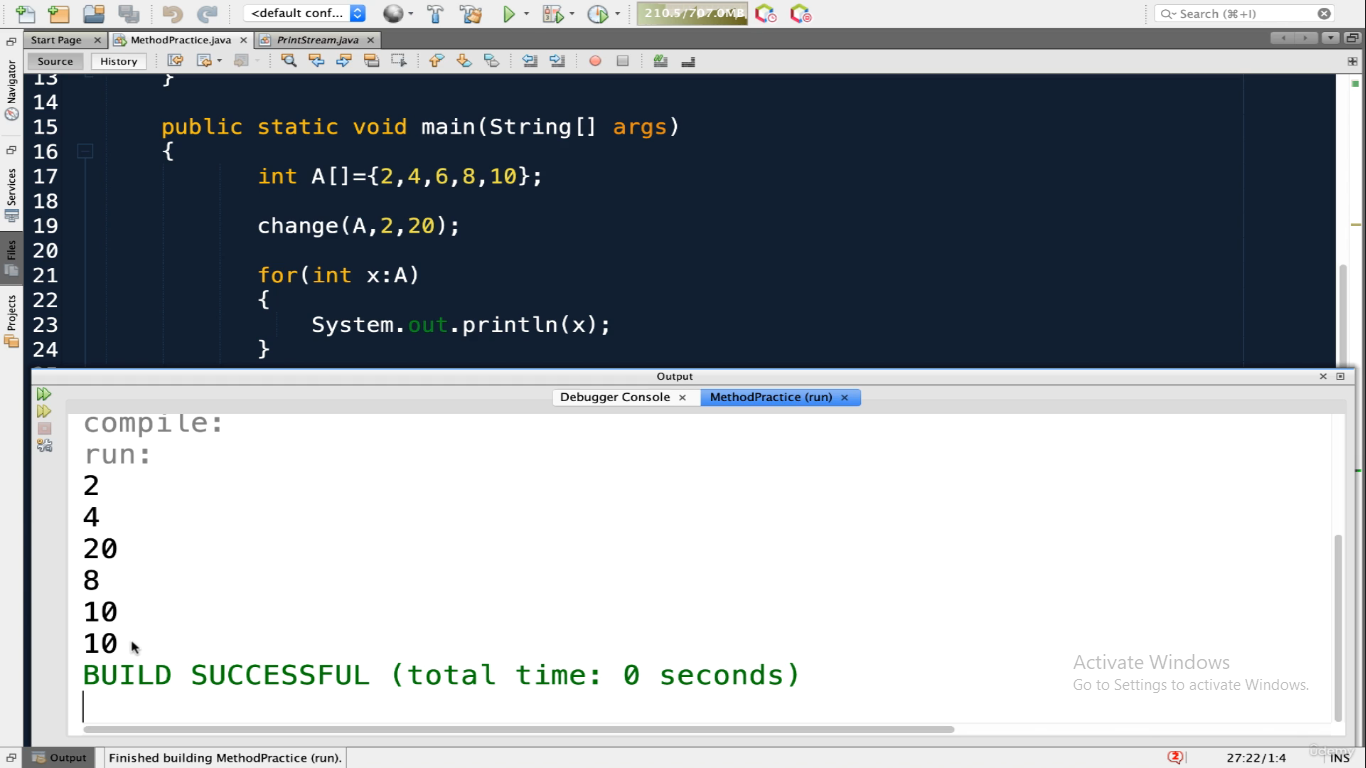 <default conf...
210.5/707.0MB
Search (⌘+I)
Start Page
MethodPractice.java
PrintStream.java
Source
History
Navigator
Services
Files
Projects
13 }
14
15 public static void main(String[] args)
16 {
17 int A[]={2,4,6,8,10};
18
19 change(A,2,20);
20
21 for(int x:A)
22 {
23 System.out.println(x);
24 }
Output
Debugger Console
MethodPractice (run)
compile:
run:
2
4
20
8
10
10
BUILD SUCCESSFUL (total time: 0 seconds)
Activate Windows
Go to Settings to activate Windows.
Output
Finished building MethodPractice (run).
2
27:22/1:4
INS
ûdemy